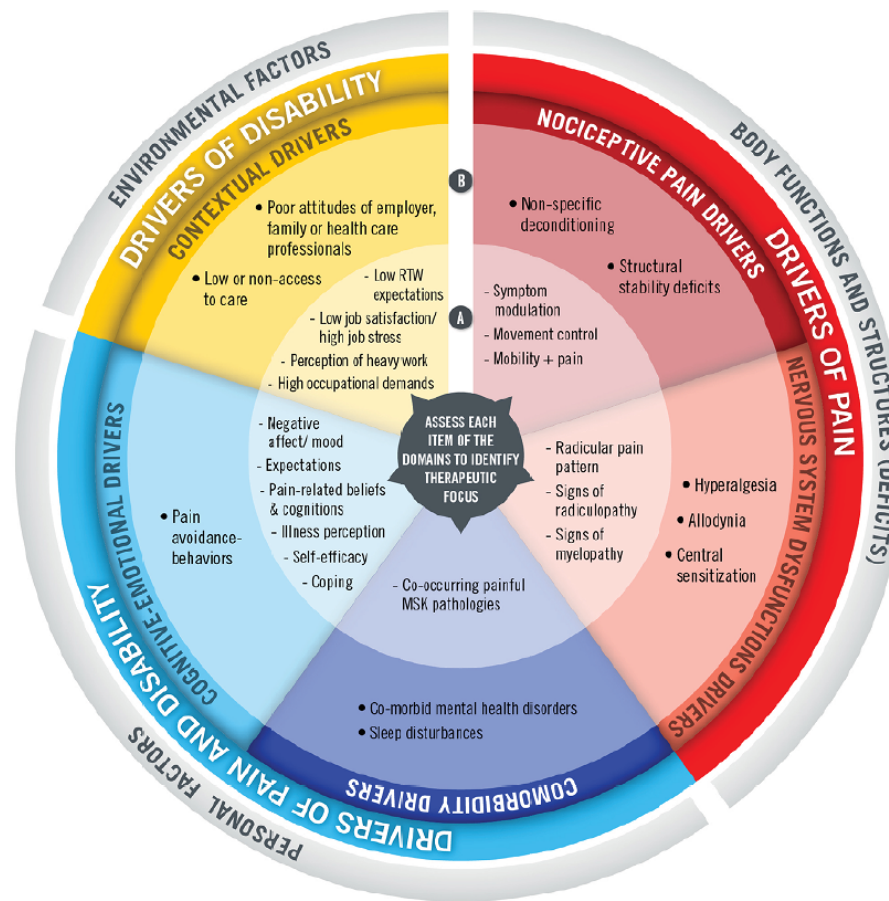 ENVIRONMENTAL FACTORS
DRIVERS OF DISABILITY
CONTEXTUAL DRIVERS
• Poor attitudes of employer,
family or health care
professionals
• Low or non-access
to care
- Low RTW
expectations
- Low job satisfaction/
high job stress
- Perception of heavy work
- High occupational demands
B
A
BODY FUNCTIONS AND STRUCTURES (DEFICITS)
DRIVERS OF PAIN
NOCICEPTIVE PAIN DRIVERS
• Non-specific
deconditioning
• Structural
stability deficits
- Symptom
modulation
- Movement control
- Mobility + pain
NERVOUS SYSTEM DYSFUNCTIONS DRIVERS
- Radicular pain
pattern
- Signs of
radiculopathy
- Signs of
myelopathy
• Hyperalgesia
• Allodynia
• Central
sensitization
ASSESS EACH
ITEM OF THE
DOMAINS TO IDENTIFY
THERAPEUTIC
FOCUS
- Negative
affect/ mood
- Expectations
- Pain-related beliefs
& cognitions
- Illness perception
- Self-efficacy
- Coping
• Pain
avoidance-
behaviors
COGNITIVE-EMOTIONAL DRIVERS
DRIVERS OF PAIN AND DISABILITY
PERSONAL FACTORS
- Co-occurring painful
MSK pathologies
• Co-morbid mental health disorders
• Sleep disturbances
COMORBIDITY DRIVERS